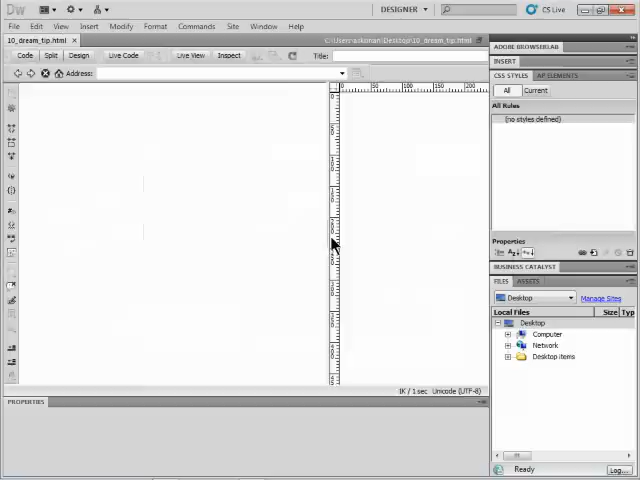 Dw
DESIGNER
CS Live
File Edit View Insert Modify Format Commands Site Window Help
10_dream_tip.html
Code Split Design Live Code Live View Inspect Title:
Address:
0 50 100 150 200
ADOBE BROWSERLAB
INSERT
CSS STYLES AP ELEMENTS
All Current
All Rules
(no styles defined)
Properties
BUSINESS CATALYST
FILES ASSETS
Desktop Manage Sites
Local Files Size Typ
Desktop
Computer
Network
Desktop items
1K / 1 sec Unicode (UTF-8)
PROPERTIES
Ready Log...